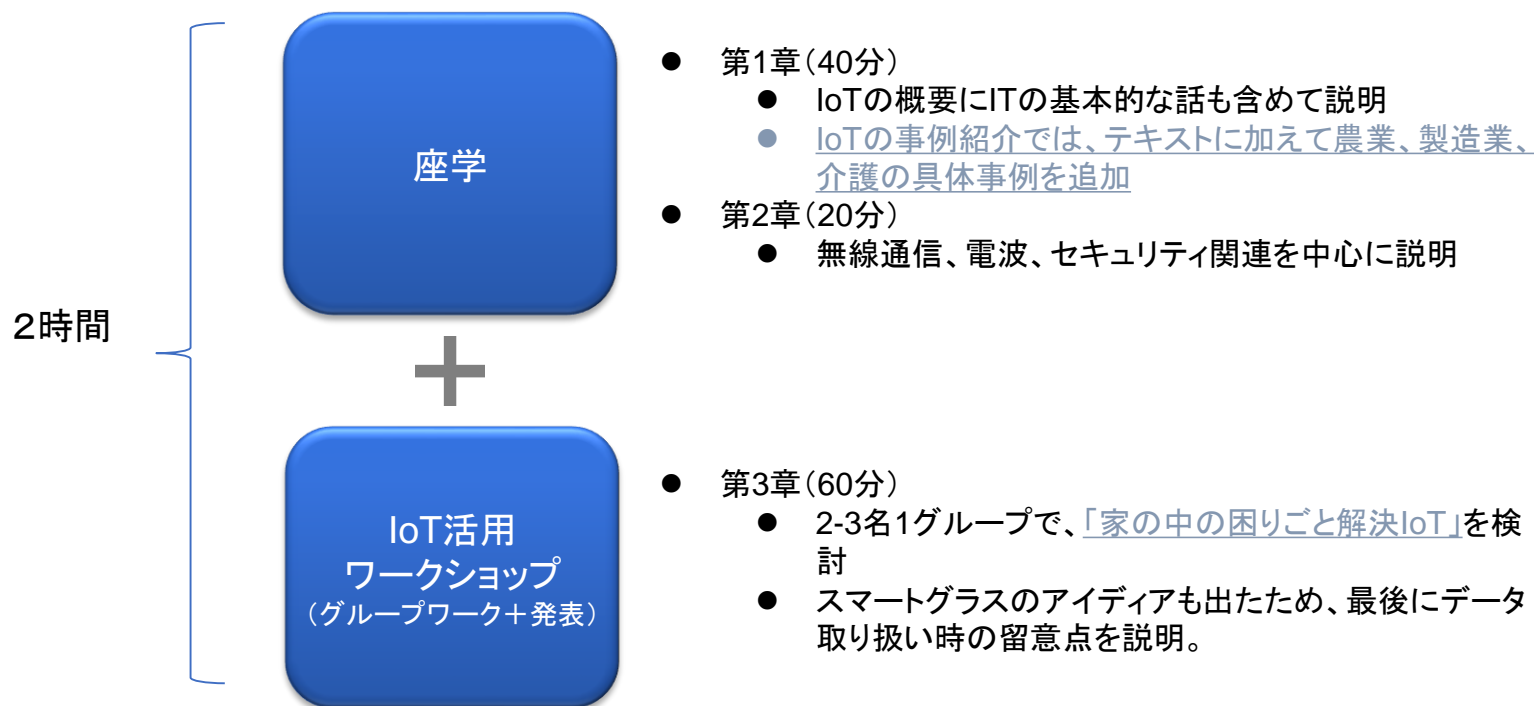 2時間
座学
● 第1章(40分)
● IoTの概要にITの基本的な話も含めて説明
● IoTの事例紹介では、テキストに加えて農業、製造業、
介護の具体事例を追加
● 第2章(20分)
● 無線通信、電波、セキュリティ関連を中心に説明
IoT活用
ワークショップ
(グループワーク+発表)
● 第3章(60分)
● 2-3名1グループで、「家の中の困りごと解決IoT」を検
討
● スマートグラスのアイディアも出たため、最後にデータ
取り扱い時の留意点を説明。